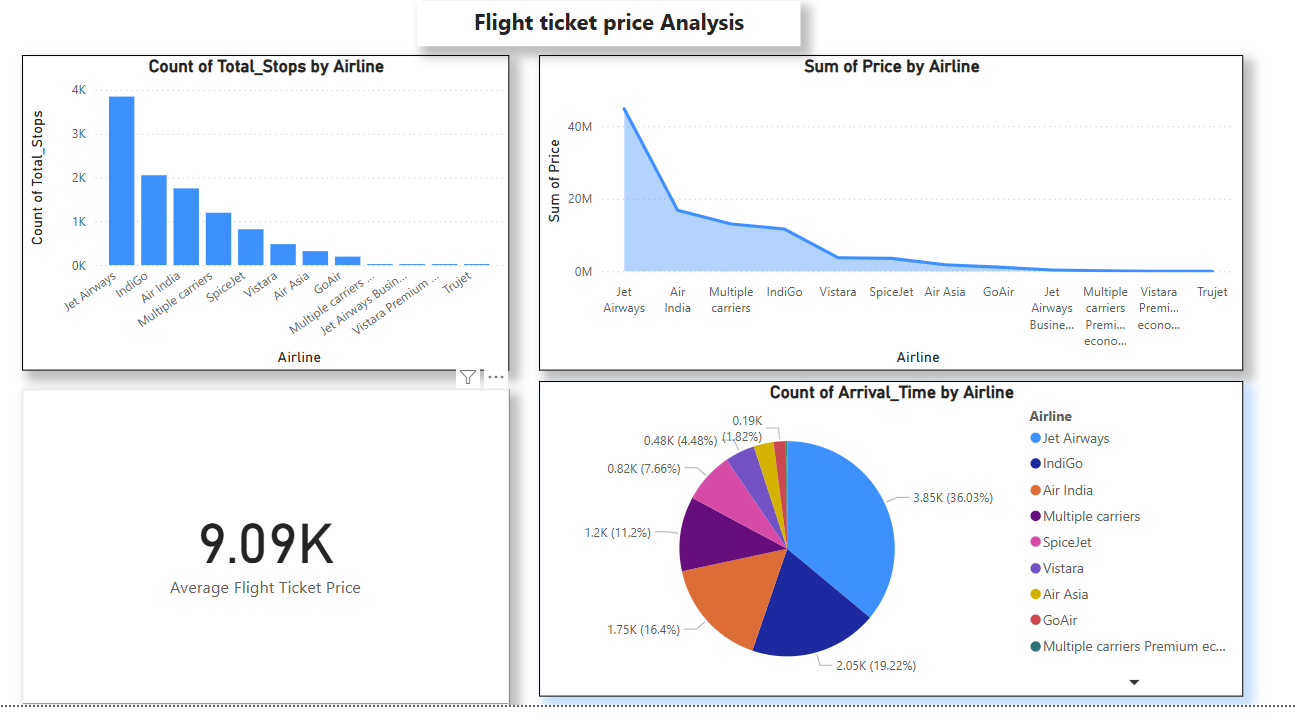 Flight ticket price Analysis
Count of Total_Stops by Airline
Count of Total_Stops
4K
3K
2K
1K
0K
Jet Airways
IndiGo
Air India
Multiple carriers
SpiceJet
Vistara
Air Asia
GoAir
Multiple carriers ...
Jet Airways Busin...
Vistara Premium ...
Trujet
Airline
Sum of Price by Airline
Sum of Price
40M
20M
0M
Jet
Airways
Air
India
Multiple
carriers
IndiGo
Vistara
SpiceJet
Air Asia
GoAir
Jet
Airways
Busine...
Multiple
carriers
Premi...
econo...
Vistara
Premi...
econo...
Trujet
Airline
9.09K
Average Flight Ticket Price
Count of Arrival_Time by Airline
3.85K (36.03%)
2.05K (19.22%)
1.75K (16.4%)
1.2K (11.2%)
0.82K (7.66%)
0.48K (4.48%)
0.19K
(1.82%)
Airline
Jet Airways
IndiGo
Air India
Multiple carriers
SpiceJet
Vistara
Air Asia
GoAir
Multiple carriers Premium ec...